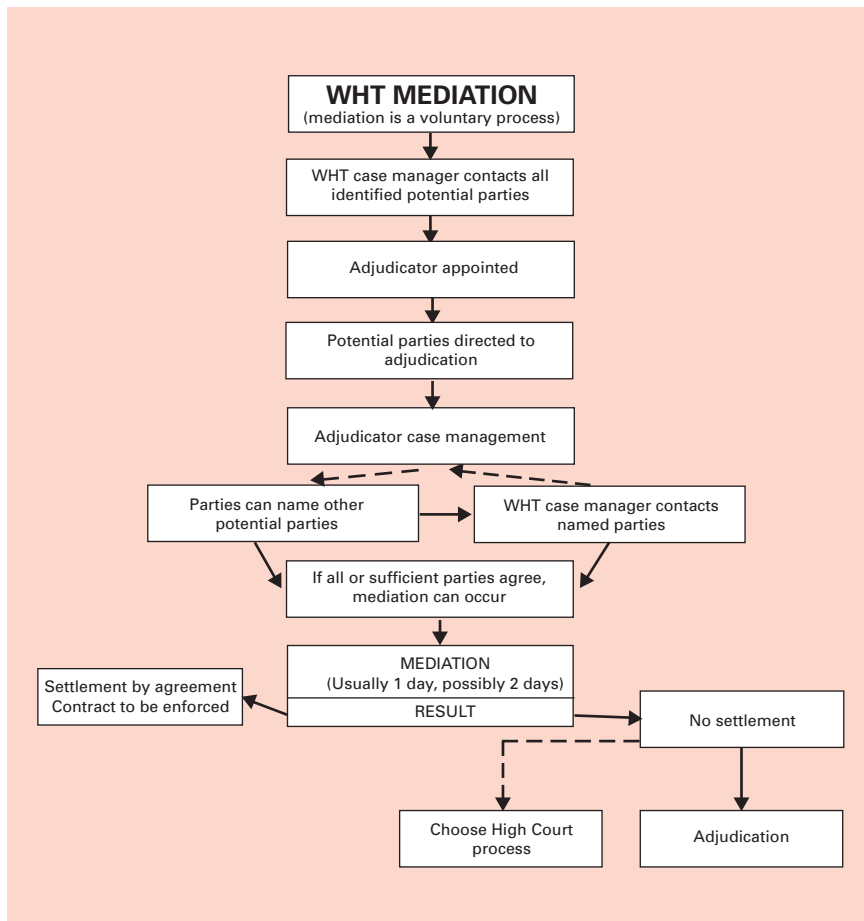 WHT MEDIATION
(mediation is a voluntary process)
WHT case manager contacts all
identified potential parties
Adjudicator appointed
Potential parties directed to
adjudication
Adjudicator case management
Parties can name other
potential parties
WHT case manager contacts
named parties
If all or sufficient parties agree,
mediation can occur
MEDIATION
(Usually 1 day, possibly 2 days)
RESULT
Settlement by agreement
Contract to be enforced
No settlement
Choose High Court
process
Adjudication